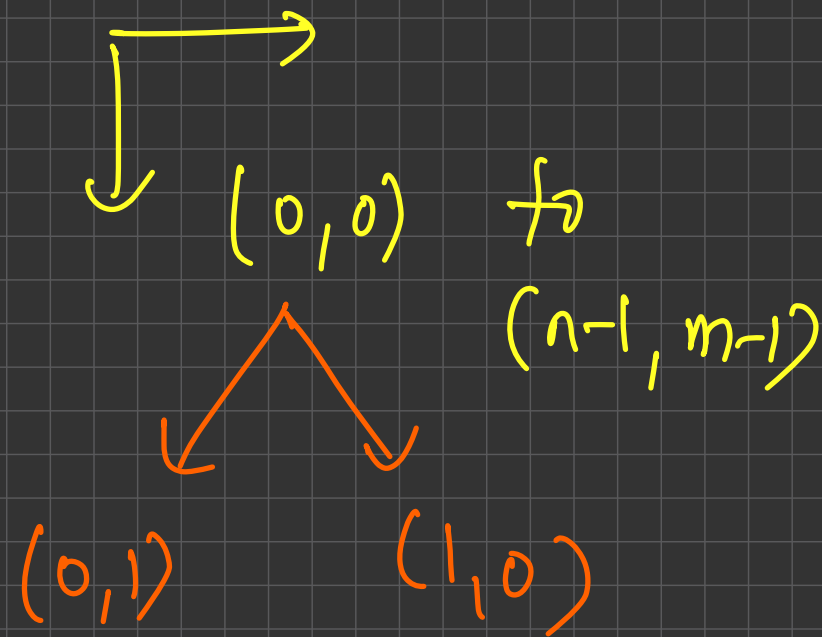 (0,0) to
(n-1, m-1)
(0,1) (1,0)